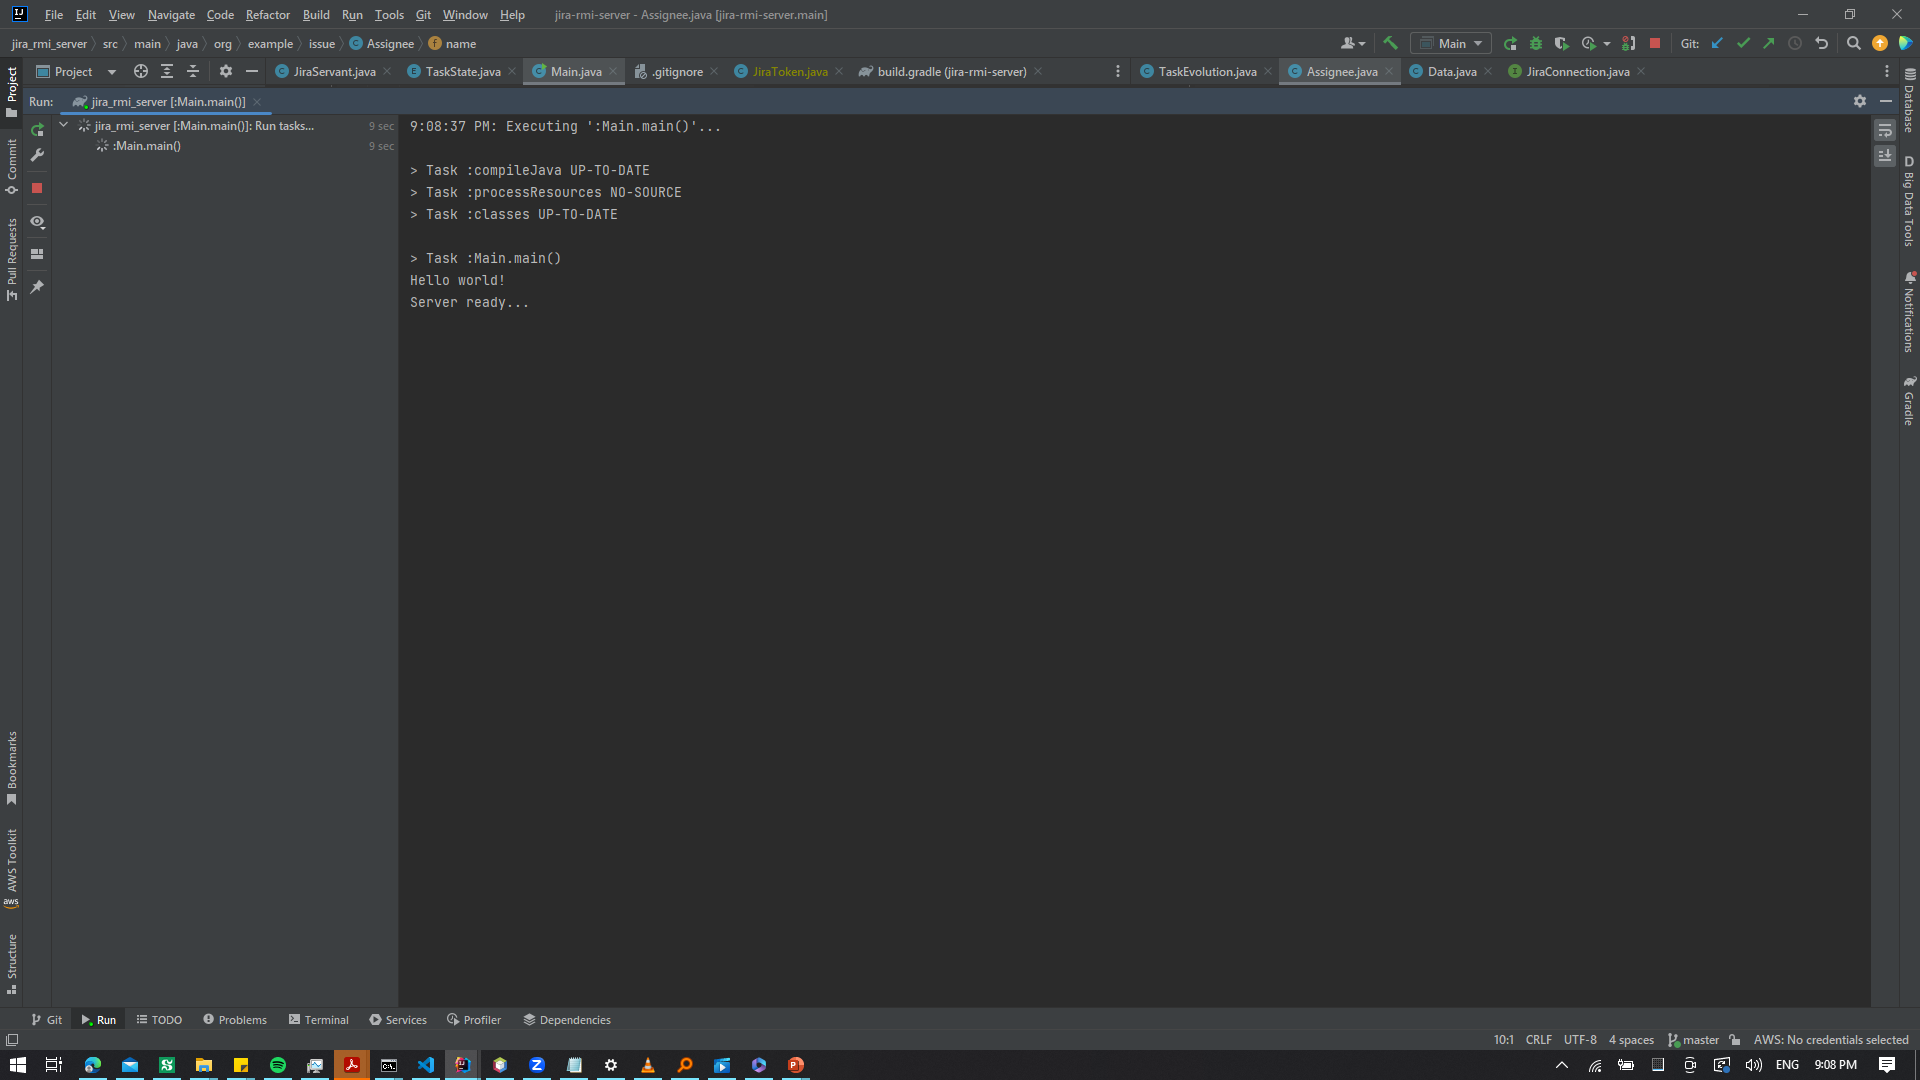 IJ File Edit View Navigate Code Refactor Build Run Tools Git Window Help jira-rmi-server - Assignee.java [jira-rmi-server.main]
jira_rmi_server src main java org example issue C Assignee f name Main Git:
Project JiraServant.java TaskState.java Main.java .gitignore JiraToken.java build.gradle (jira-rmi-server) TaskEvolution.java Assignee.java Data.java JiraConnection.java
Run: jira_rmi_server [:Main.main()]
jira_rmi_server [:Main.main()]: Run tasks... 9 sec
:Main.main() 9 sec
9:08:37 PM: Executing ':Main.main()'...
> Task :compileJava UP-TO-DATE
> Task :processResources NO-SOURCE
> Task :classes UP-TO-DATE
> Task :Main.main()
Hello world!
Server ready...
Project
Commit
Pull Requests
Bookmarks
AWS Toolkit
aws
Structure
Database
D Big Data Tools
Notifications
Gradle
Git Run TODO Problems Terminal Services Profiler Dependencies
10:1 CRLF UTF-8 4 spaces master AWS: No credentials selected
ENG 9:08 PM